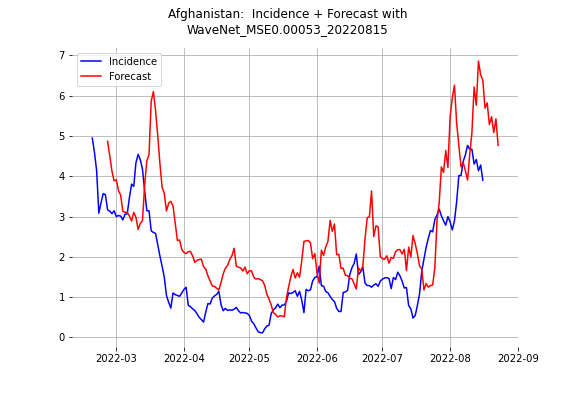 Afghanistan:  Incidence + Forecast with
WaveNet_MSE0.00053_20220815
Incidence
Forecast
7
6
5
4
3
2
1
0
2022-03 2022-04 2022-05 2022-06 2022-07 2022-08 2022-09